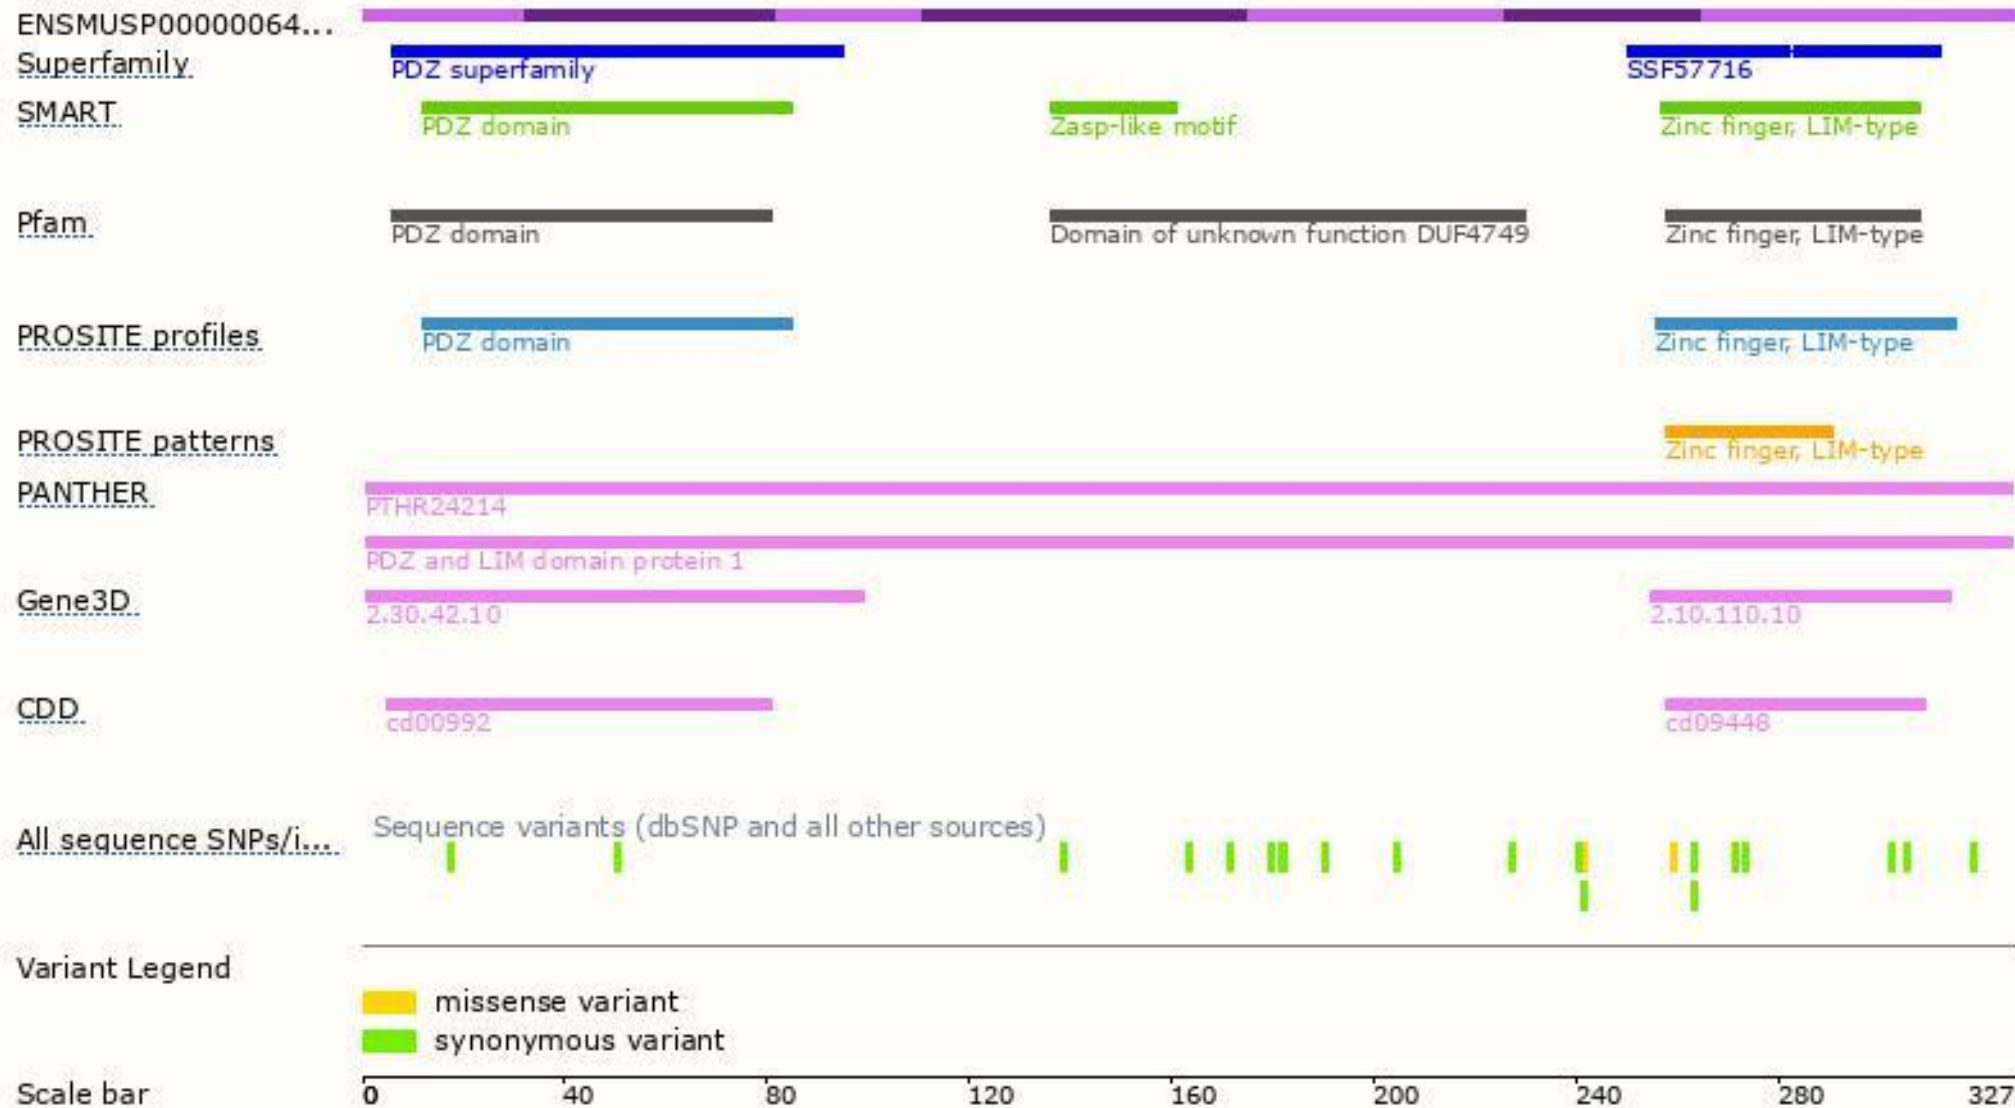 ENSMUSP00000064...
Superfamily
PDZ superfamily
SSF57716
SMART
PDZ domain
Zasp-like motif
Zinc finger, LIM-type
Pfam
PDZ domain
Domain of unknown function DUF4749
Zinc finger, LIM-type
PROSITE profiles
PDZ domain
Zinc finger, LIM-type
PROSITE patterns
Zinc finger, LIM-type
PANTHER
PTHR24214
PDZ and LIM domain protein 1
Gene3D
2.30.42.10
2.10.110.10
CDD
cd00992
cd09448
Sequence variants (dbSNP and all other sources)
All sequence SNPs/i...
Variant Legend
missense variant
synonymous variant
Scale bar
0 40 80 120 160 200 240 280 327